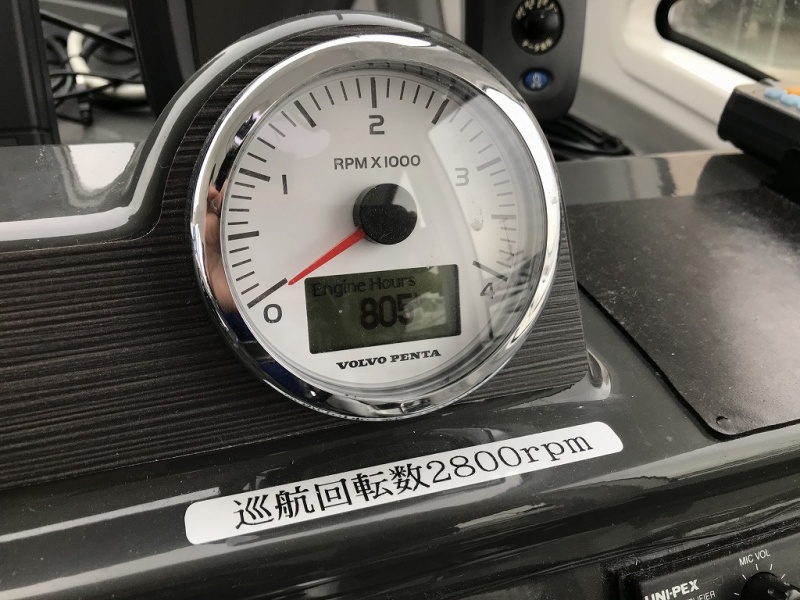 2
RPM X 1000
1
3
Engine Hours
805
0
4
VOLVO PENTA
巡航回転数2800rpm
MIC VOL
UNI-PEX